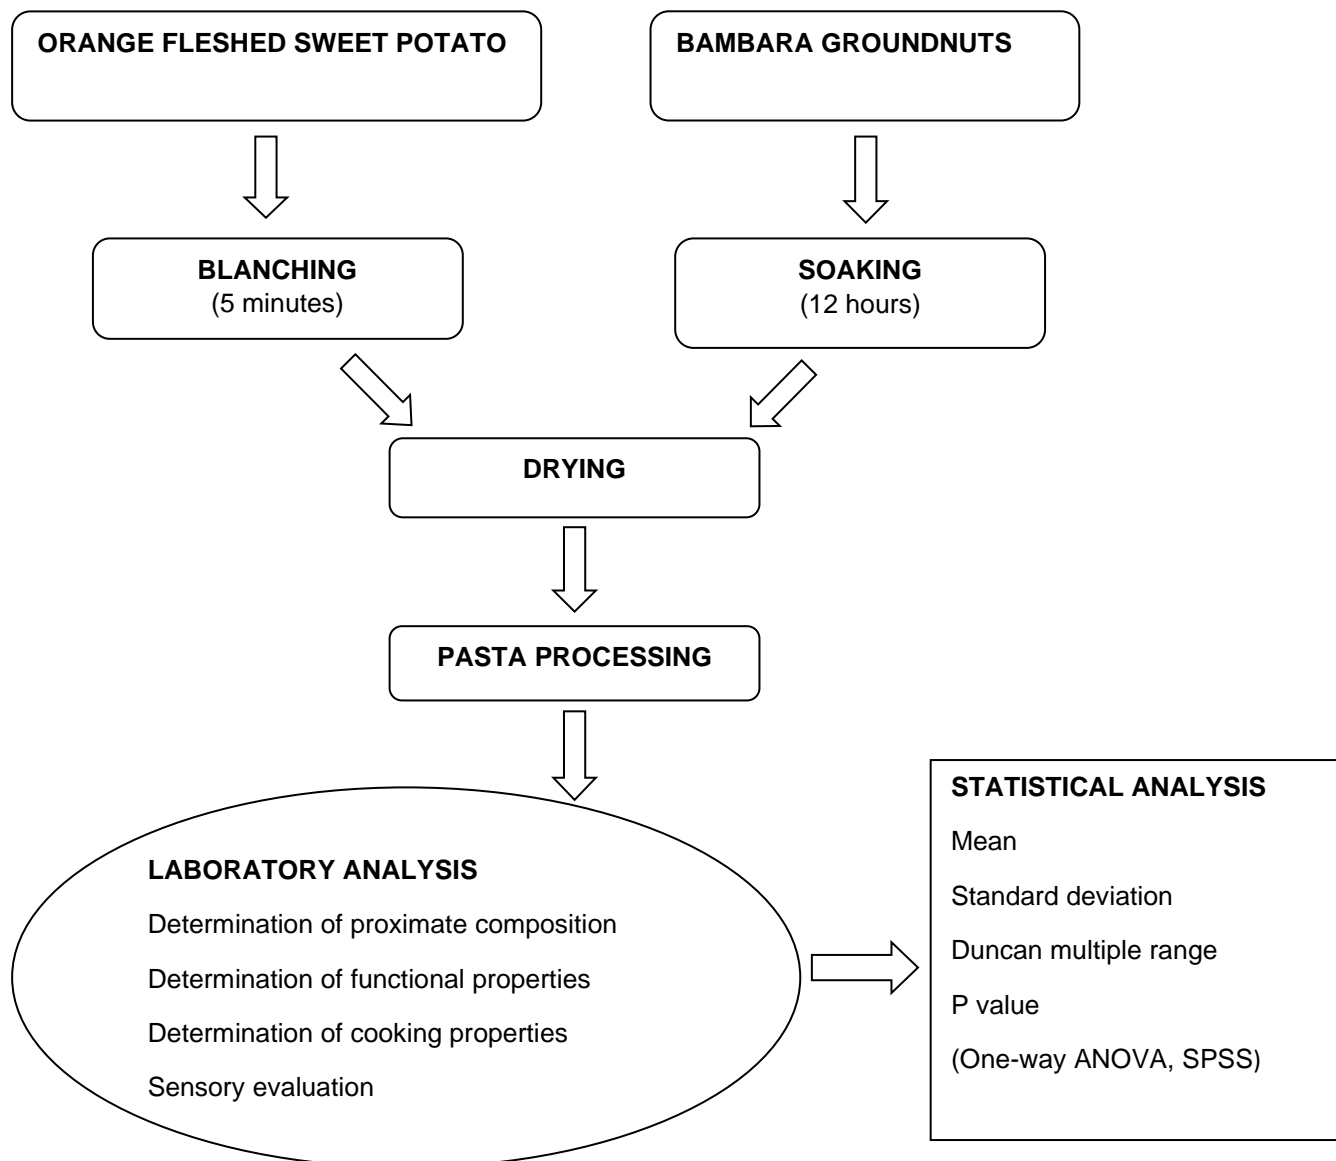 ORANGE FLESHED SWEET POTATO
BAMBARA GROUNDNUTS
BLANCHING
(5 minutes)
SOAKING
(12 hours)
DRYING
PASTA PROCESSING
LABORATORY ANALYSIS
Determination of proximate composition
Determination of functional properties
Determination of cooking properties
Sensory evaluation
STATISTICAL ANALYSIS
Mean
Standard deviation
Duncan multiple range
P value
(One-way ANOVA, SPSS)